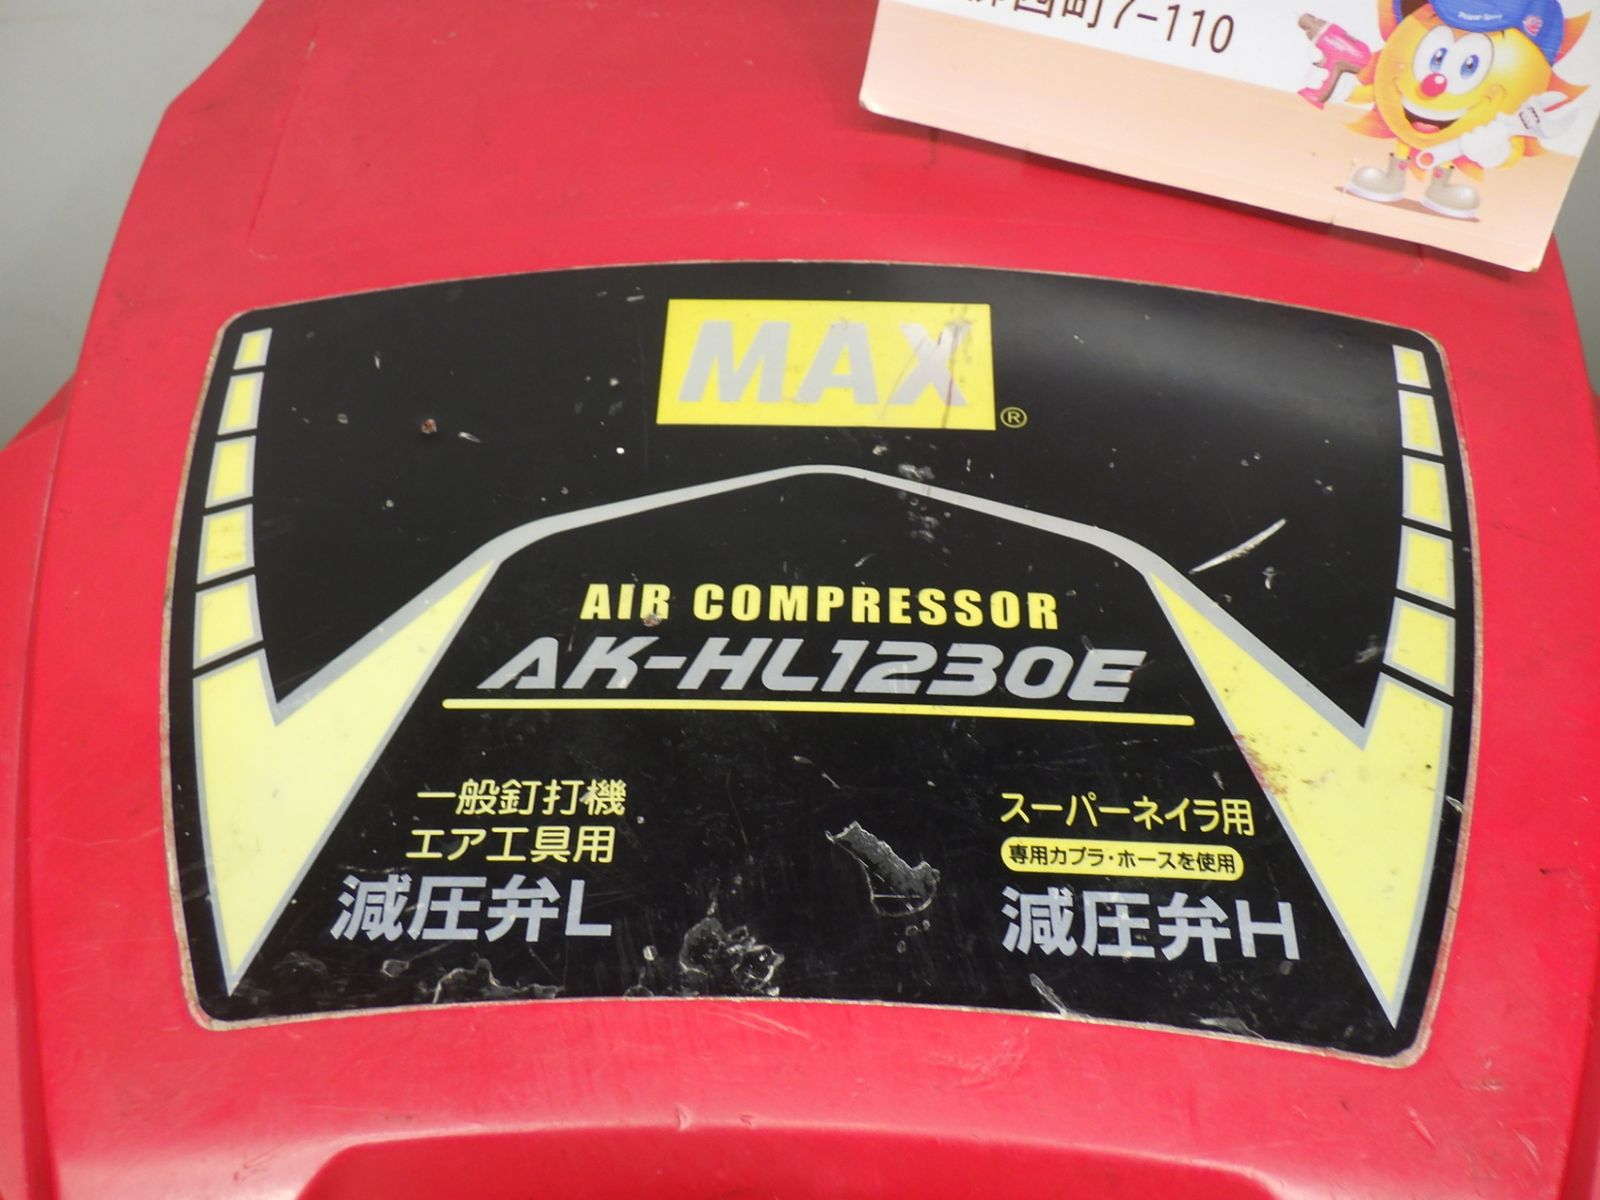 西町7-110
MAX
®
AIR COMPRESSOR
AK-HL1230E
一般釘打機
エア工具用
減圧弁L
スーパーネイラ用
専用カプラ・ホースを使用
減圧弁H